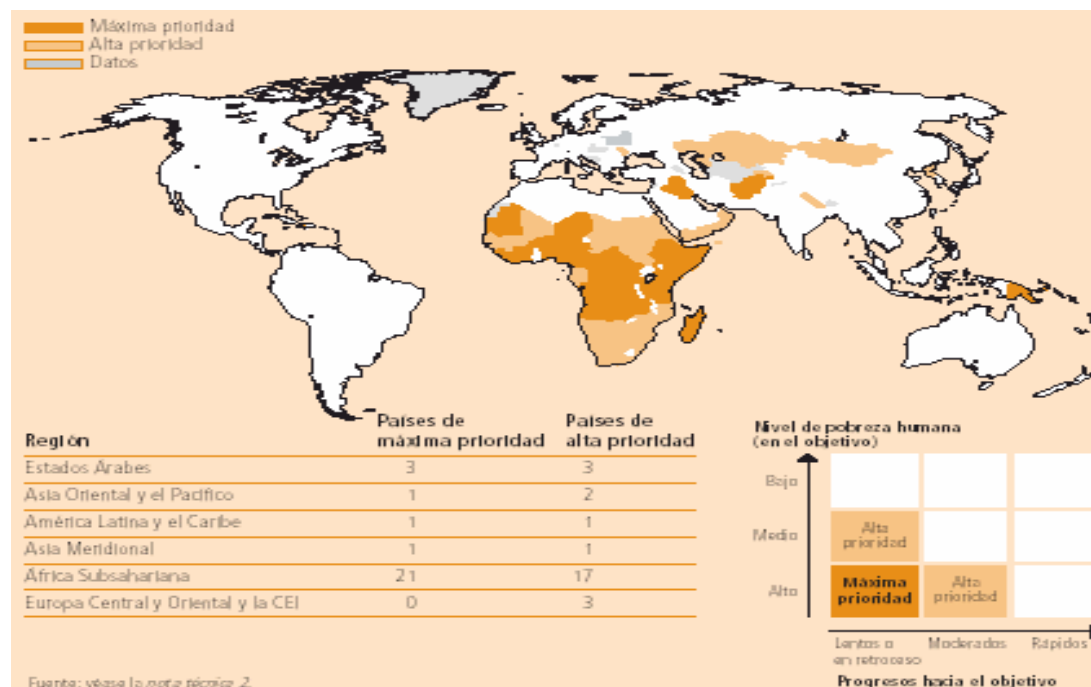 Máxima prioridad
Alta prioridad
Datos
Región Países de máxima prioridad Países de alta prioridad
Estados Árabes 3 3
Asia Oriental y el Pacífico 1 2
América Latina y el Caribe 1 1
Asia Meridional 1 1
África Subsahariana 21 17
Europa Central y Oriental y la CEI 0 3
Fuente: véase la nota técnica 2.
Nivel de pobreza humana
(en el objetivo)
Bajo
Medio
Alto
Alta
prioridad
Máxima
prioridad
Alta
prioridad
Lentos o
en retroceso
Moderados
Rápidos
Progresos hacia el objetivo